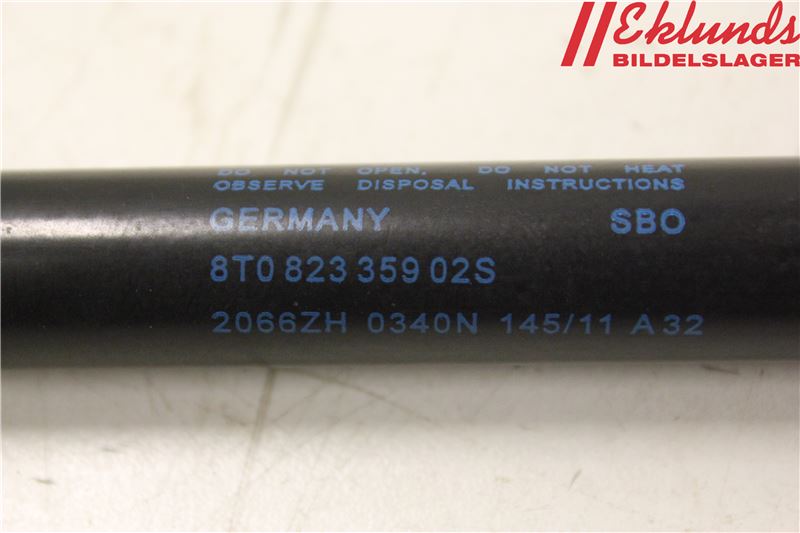 Eklunds
BILDELSLAGER
DO NOT OPEN. DO NOT HEAT
OBSERVE DISPOSAL INSTRUCTIONS
GERMANY SBO
8T0 823 359 02S
2066ZH 0340N 145/11 A 32